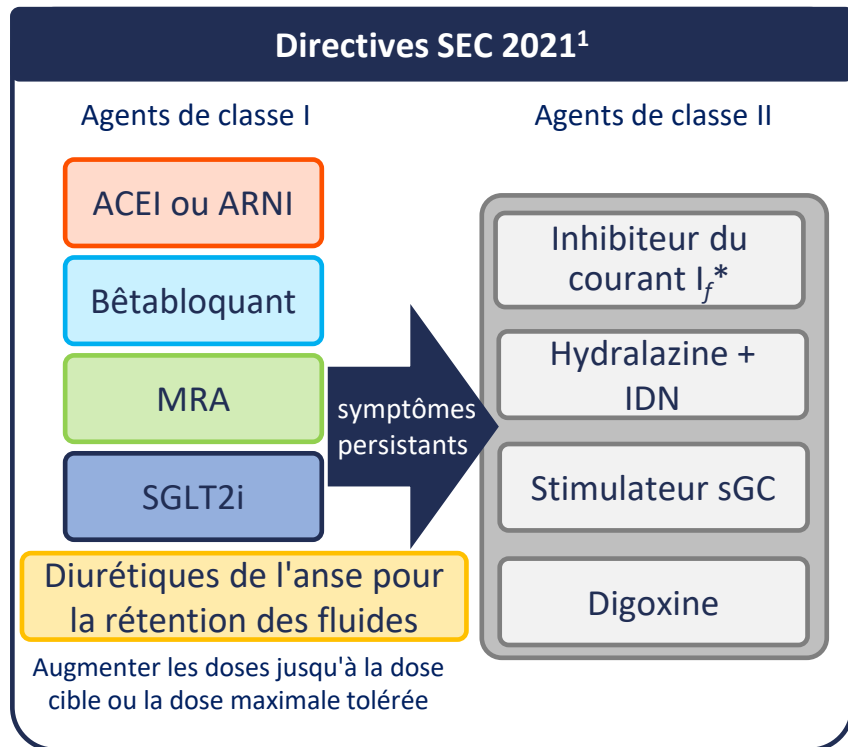 Directives SEC 2021¹
Agents de classe I
Agents de classe II
ACEI ou ARNI
Bêtabloquant
MRA
SGLT2i
Diurétiques de l'anse pour
la rétention des fluides
Augmenter les doses jusqu'à la dose
cible ou la dose maximale tolérée
symptômes
persistants
Inhibiteur du
courant If*
Hydralazine +
IDN
Stimulateur sGC
Digoxine